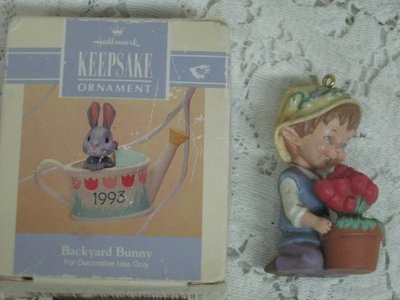 Hallmark
KEEPSAKE
ORNAMENT
1993
Backyard Bunny
For Decorative Use Only